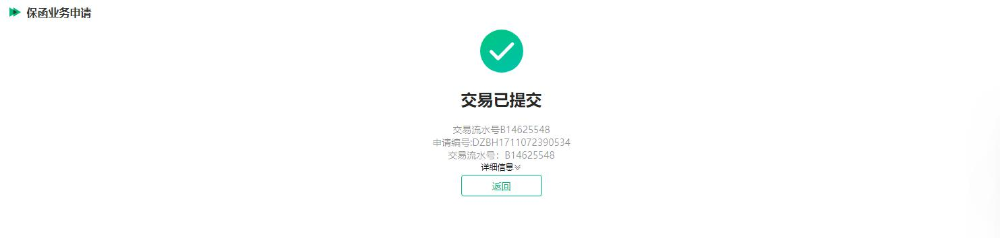 保函业务申请
交易已提交
交易流水号B14625548
申请编号:DZBH1711072390534
交易流水号：B14625548
详细信息
返回